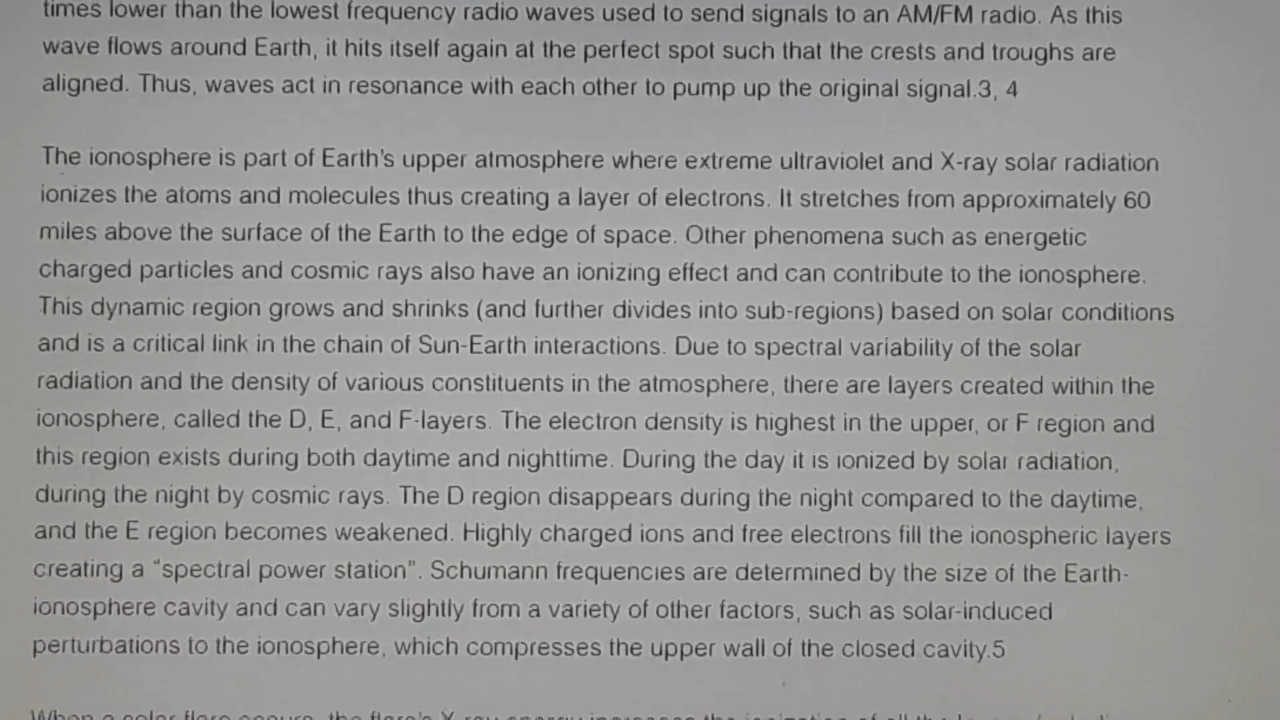 times lower than the lowest frequency radio waves used to send signals to an AM/FM radio. As this
wave flows around Earth, it hits itself again at the perfect spot such that the crests and troughs are
aligned. Thus, waves act in resonance with each other to pump up the original signal.3, 4
The ionosphere is part of Earth's upper atmosphere where extreme ultraviolet and X-ray solar radiation
ionizes the atoms and molecules thus creating a layer of electrons. It stretches from approximately 60
miles above the surface of the Earth to the edge of space. Other phenomena such as energetic
charged particles and cosmic rays also have an ionizing effect and can contribute to the ionosphere.
This dynamic region grows and shrinks (and further divides into sub-regions) based on solar conditions
and is a critical link in the chain of Sun-Earth interactions. Due to spectral variability of the solar
radiation and the density of various constituents in the atmosphere, there are layers created within the
ionosphere, called the D, E, and F-layers. The electron density is highest in the upper, or F region and
this region exists during both daytime and nighttime. During the day it is ionized by solar radiation,
during the night by cosmic rays. The D region disappears during the night compared to the daytime,
and the E region becomes weakened. Highly charged ions and free electrons fill the ionospheric layers
creating a “spectral power station”. Schumann frequencies are determined by the size of the Earth-
ionosphere cavity and can vary slightly from a variety of other factors, such as solar-induced
perturbations to the ionosphere, which compresses the upper wall of the closed cavity.5
When a solar flare occurs, the flare's X-ray energy increases the ionization of all the